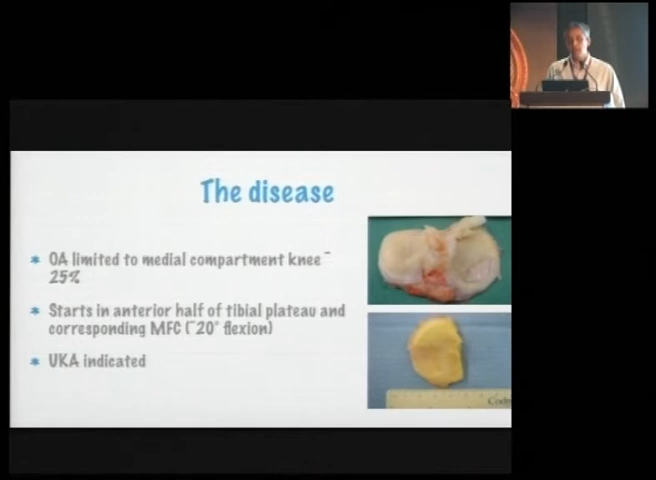 The disease
* OA limited to medial compartment knee ~
25%
* Starts in anterior half of tibial plateau and
corresponding MFC (~20° flexion)
* UKA indicated